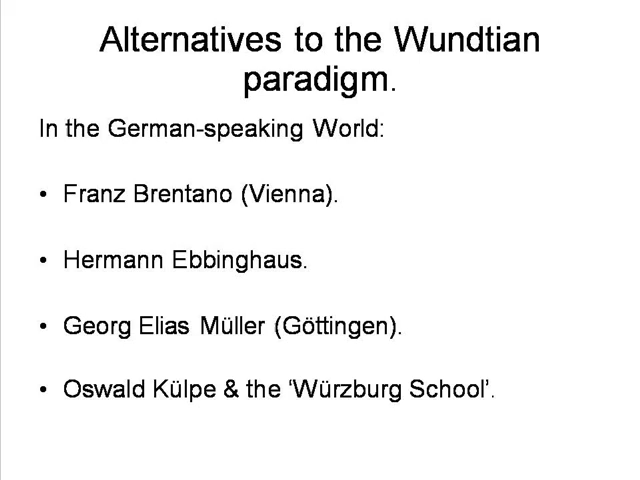 Alternatives to the Wundtian
paradigm.
In the German-speaking World:
• Franz Brentano (Vienna).
• Hermann Ebbinghaus.
• Georg Elias Müller (Göttingen).
• Oswald Külpe & the ‘Würzburg School’.